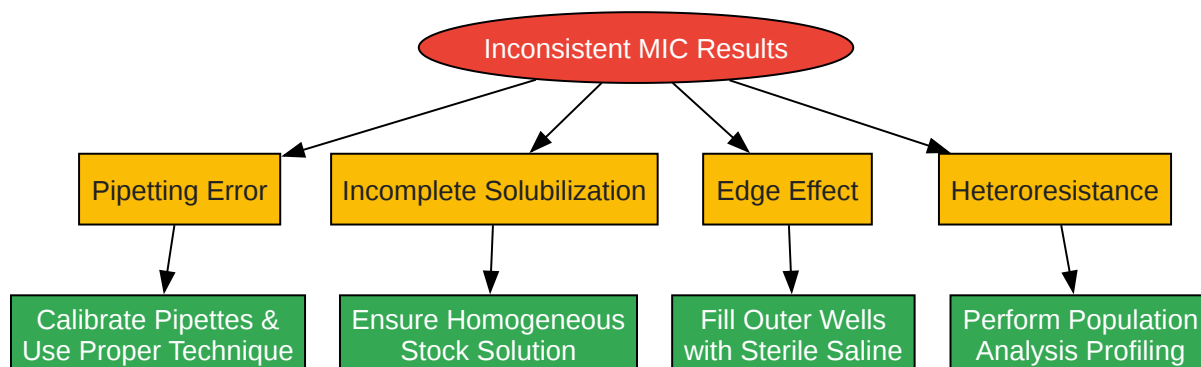 Inconsistent MIC Results
Pipetting Error
Incomplete Solubilization
Edge Effect
Heteroresistance
Calibrate Pipettes &
Use Proper Technique
Ensure Homogeneous
Stock Solution
Fill Outer Wells
with Sterile Saline
Perform Population
Analysis Profiling